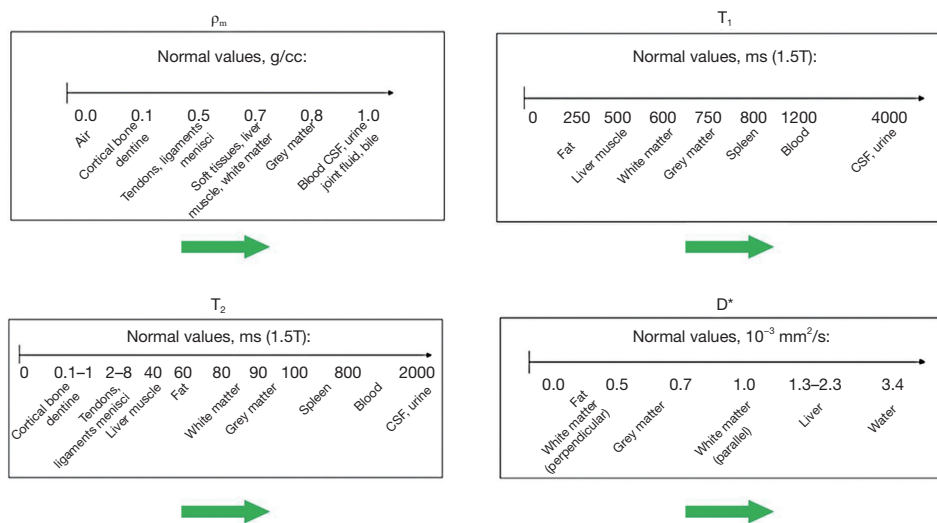 ρm
Normal values, g/cc:
0.0 0.1 0.5 0.7 0.8 1.0
Air
Cortical bone
dentine
Tendons, ligaments
menisci
Soft tissues, liver
muscle, white matter
Grey matter
Blood CSF, urine
joint fluid, bile
T1
Normal values, ms (1.5T):
0 250 500 600 750 800 1200 4000
Fat
Liver muscle
White matter
Grey matter
Spleen
Blood
CSF, urine
T2
Normal values, ms (1.5T):
0 0.1–1 2–8 40 60 80 90 100 800 2000
Cortical bone
dentine
Tendons,
ligaments menisci
Liver muscle
Fat
White matter
Grey matter
Spleen
Blood
CSF, urine
D*
Normal values, 10⁻³ mm²/s:
0.0 0.5 0.7 1.0 1.3–2.3 3.4
Fat
White matter
(perpendicular)
Grey matter
White matter
(parallel)
Liver
Water